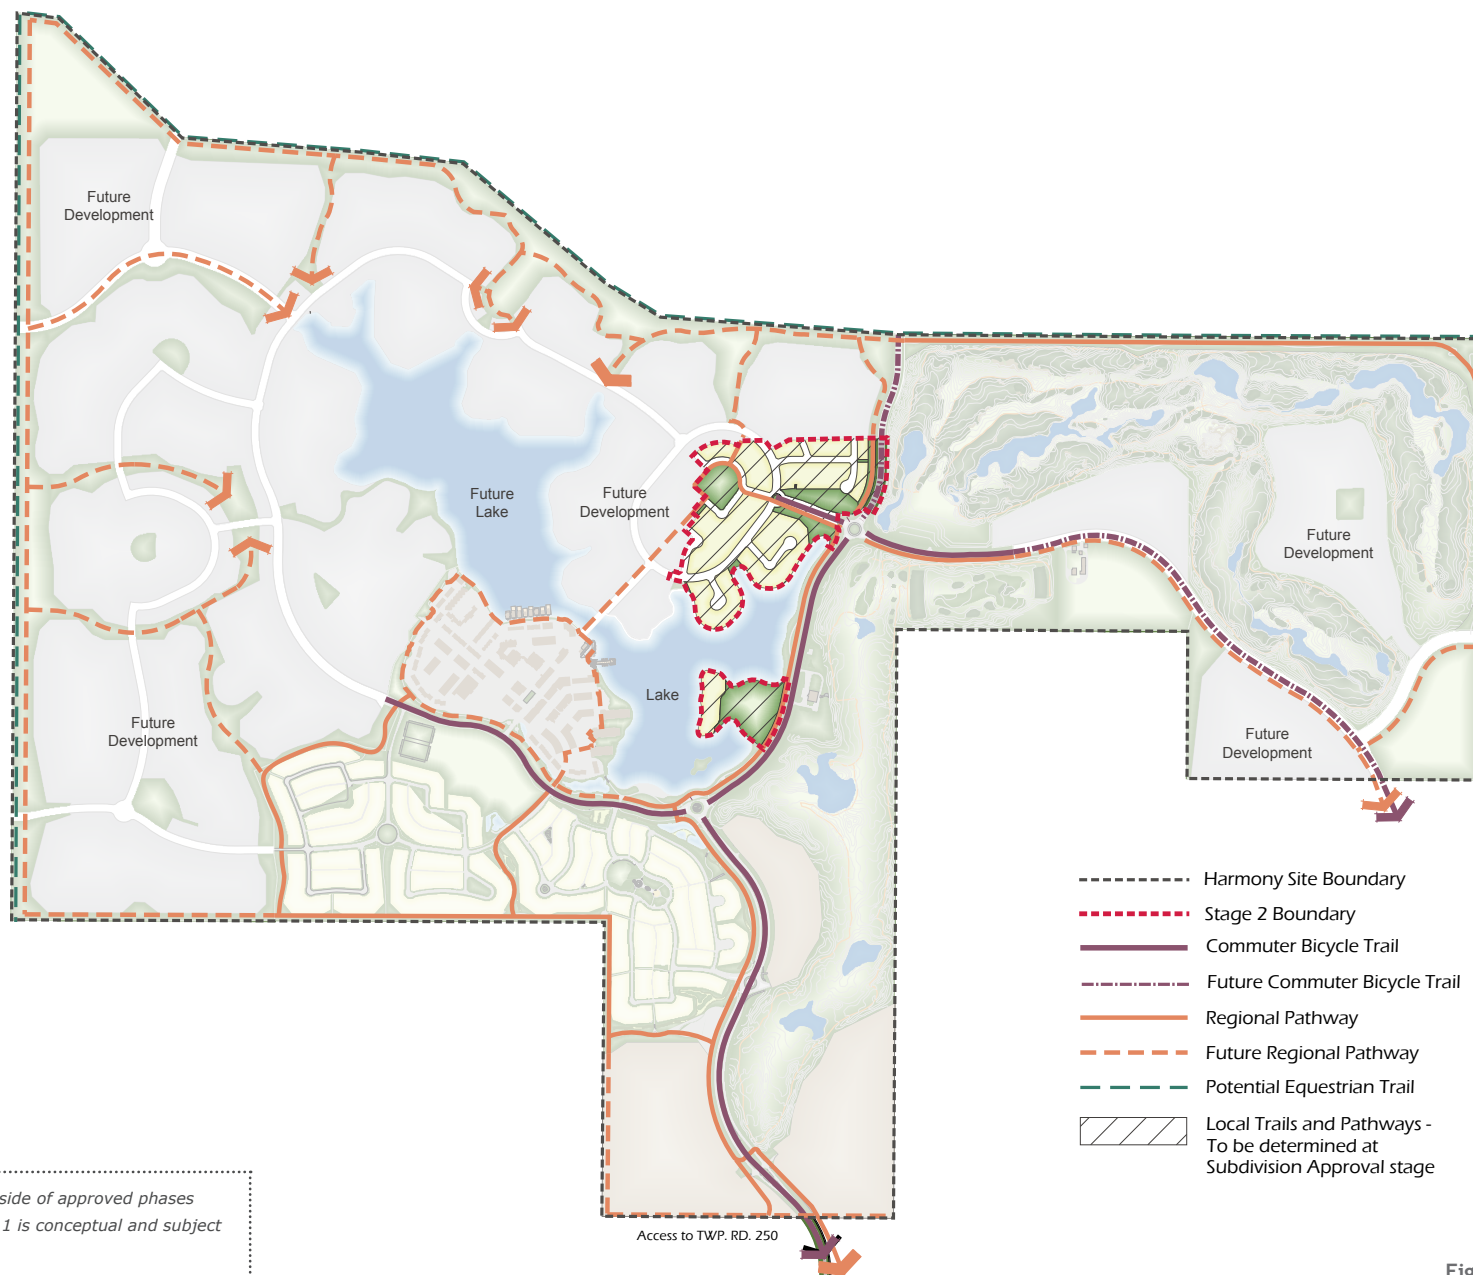 Future
Development
Future
Lake
Future
Development
Future
Development
Lake
Future
Development
Future
Development
Harmony Site Boundary
Stage 2 Boundary
Commuter Bicycle Trail
Future Commuter Bicycle Trail
Regional Pathway
Future Regional Pathway
Potential Equestrian Trail
Local Trails and Pathways -
To be determined at
Subdivision Approval stage
side of approved phases
1 is conceptual and subject
Access to TWP. RD. 250
Fig